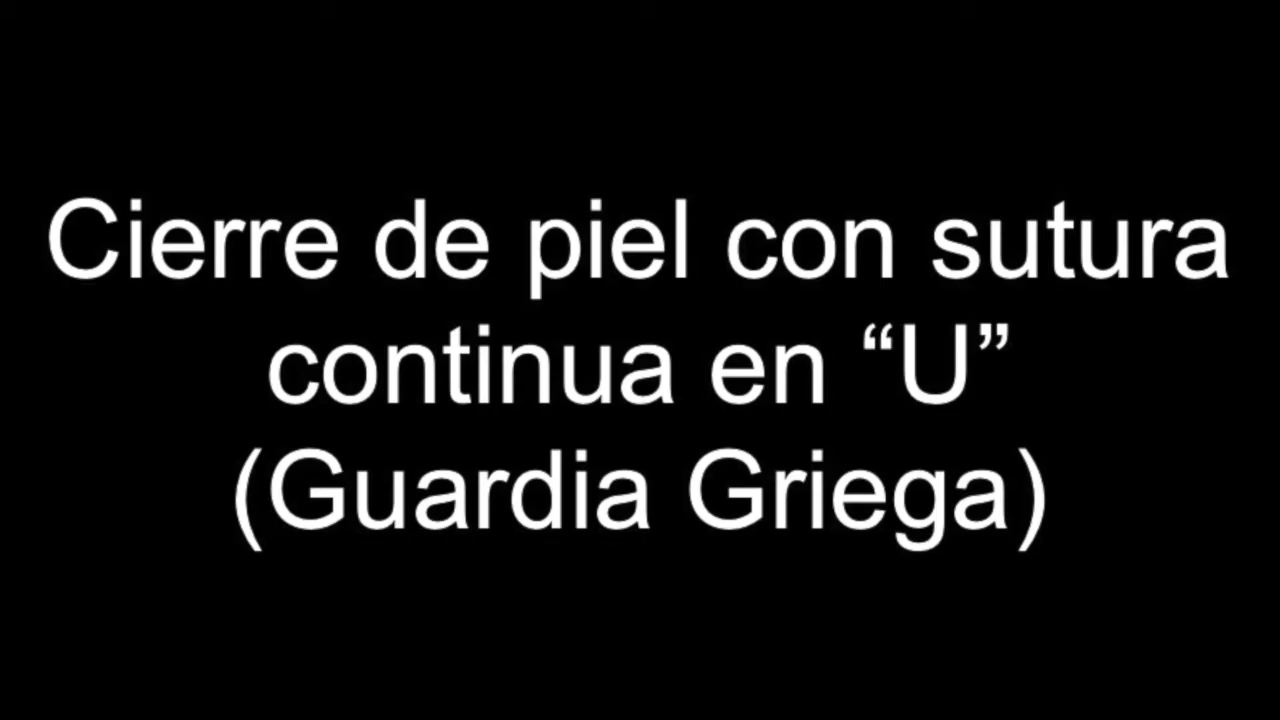 Cierre de piel con sutura
continua en “U”
(Guardia Griega)